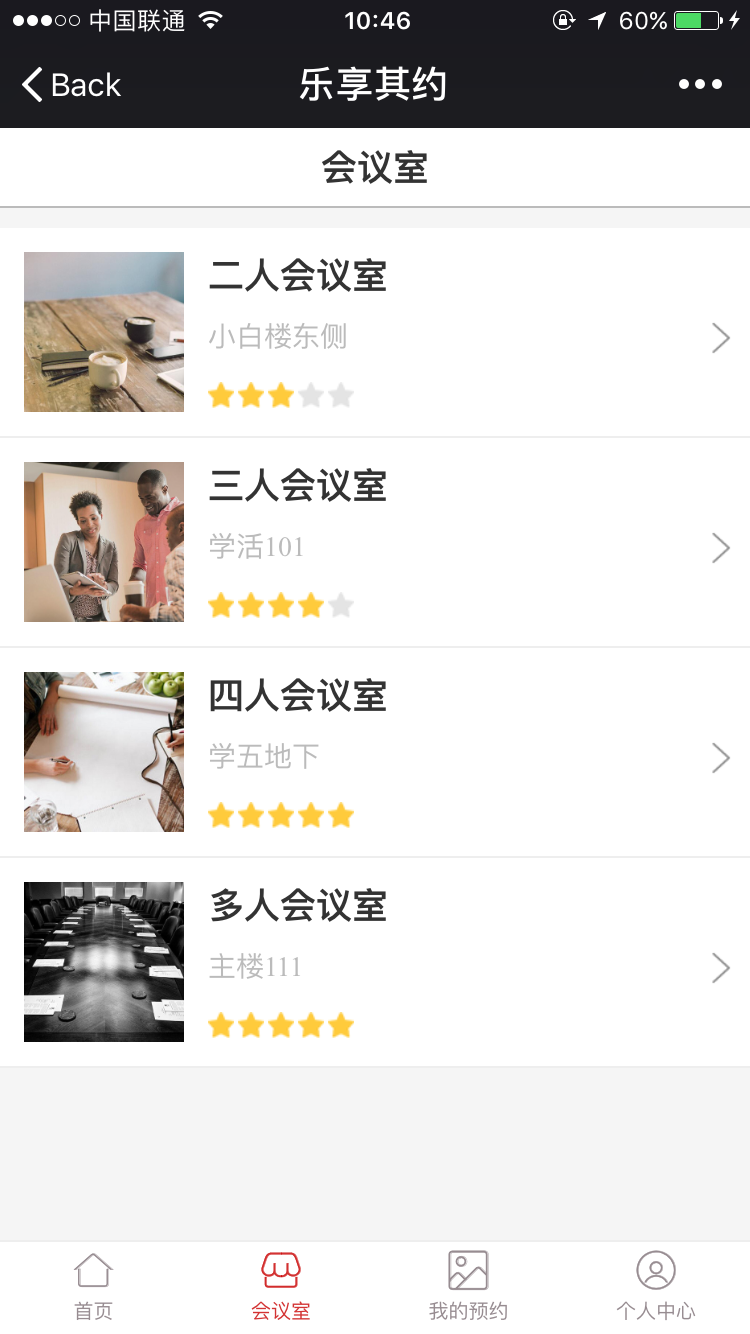 中国联通 10:46 60%
Back 乐享其约
会议室
二人会议室
小白楼东侧
三人会议室
学活101
四人会议室
学五地下
多人会议室
主楼111
首页 会议室 我的预约 个人中心